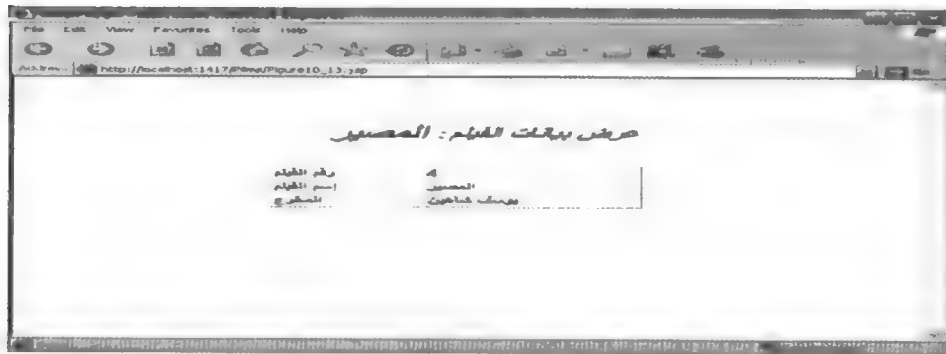 File Edit View Favorites Tools Help
Address http://localhost:1417/Films/Figure10_13.jsp
عرض بيانات الفيلم: المصير
رقم الفيلم 4
إسم الفيلم المصير
المخرج يوسف شاهين